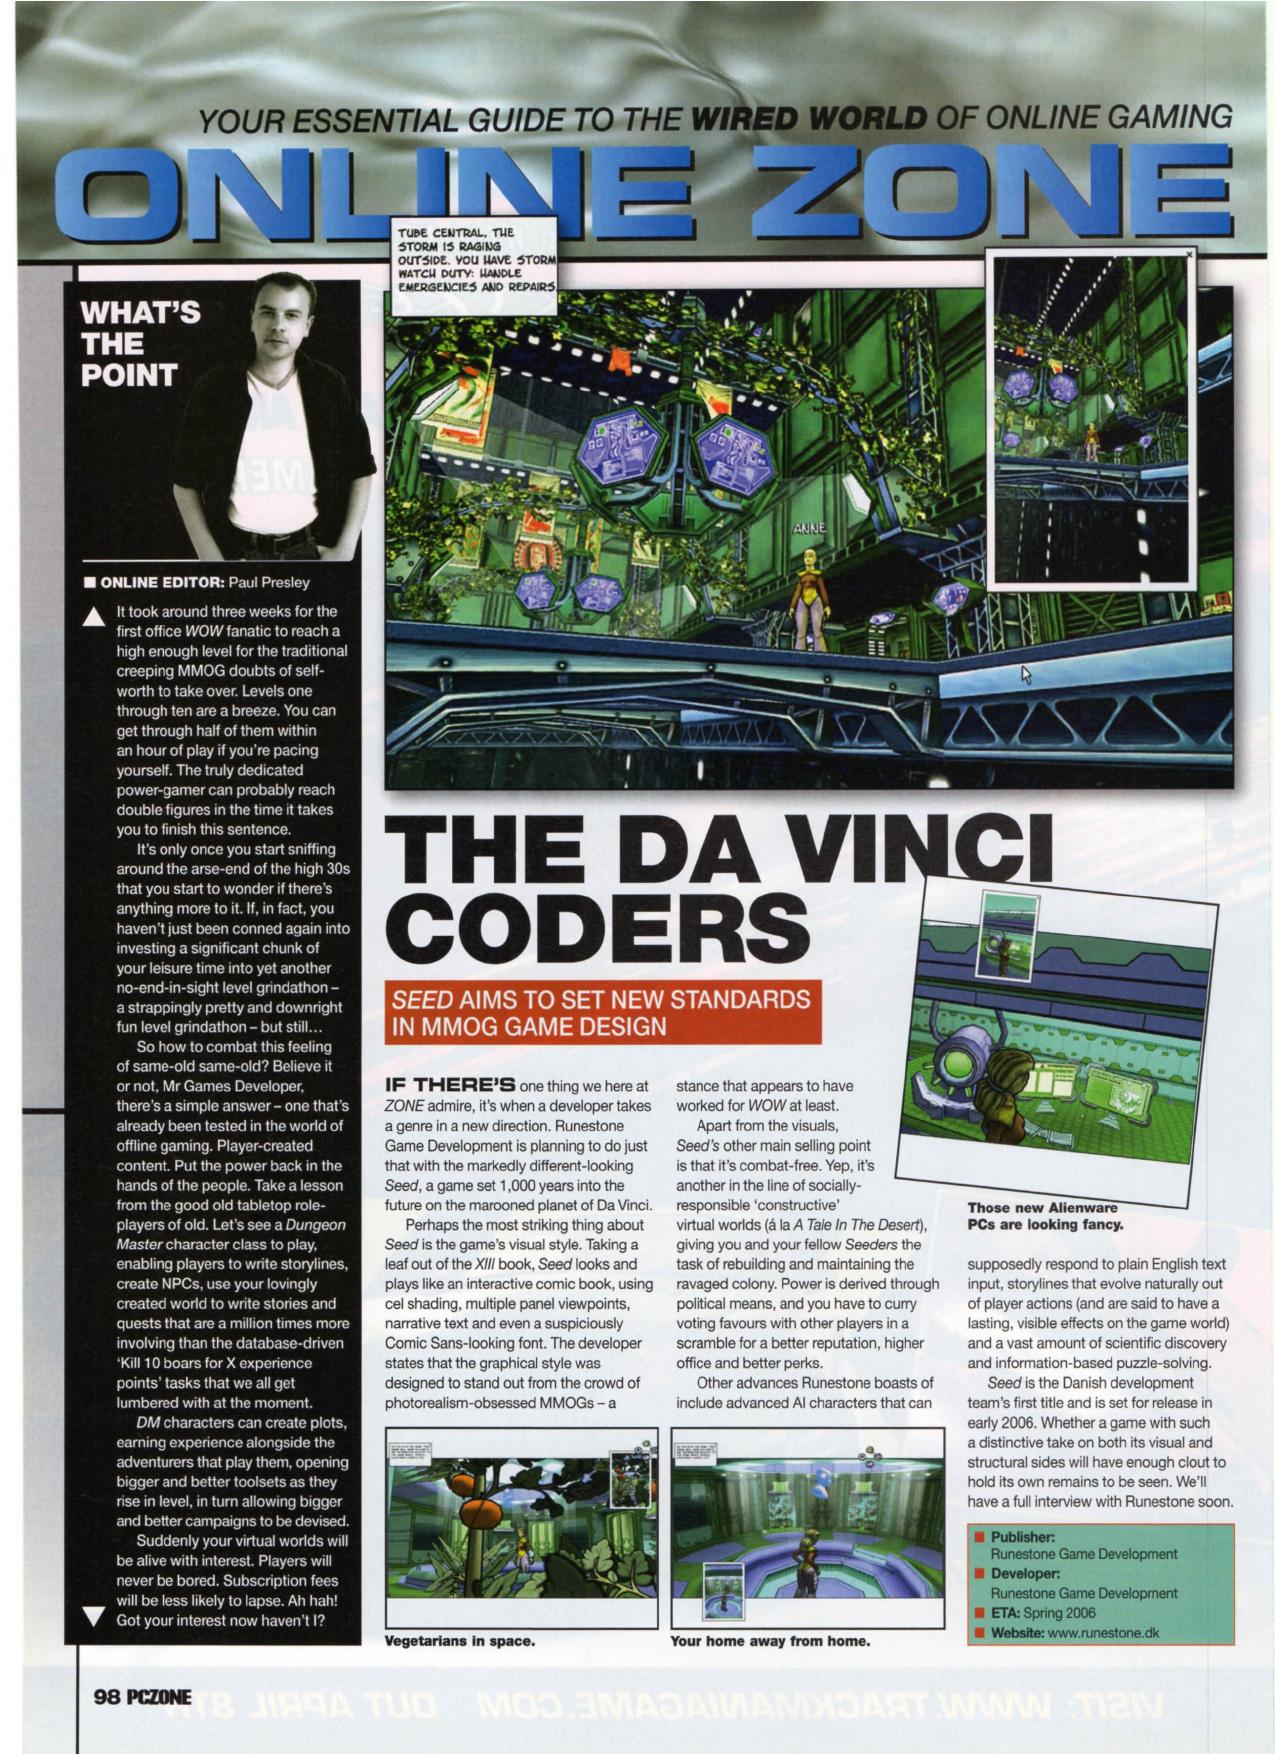 YOUR ESSENTIAL GUIDE TO THE WIRED WORLD OF ONLINE GAMING
ONLINE ZONE
TUBE CENTRAL, THE
STORM IS RAGING
OUTSIDE. YOU HAVE STORM
WATCH DUTY: HANDLE
EMERGENCIES AND REPAIRS.
ANNE
WHAT'S
THE
POINT
■ ONLINE EDITOR: Paul Presley
It took around three weeks for the
first office WOW fanatic to reach a
high enough level for the traditional
creeping MMOG doubts of self-
worth to take over. Levels one
through ten are a breeze. You can
get through half of them within
an hour of play if you're pacing
yourself. The truly dedicated
power-gamer can probably reach
double figures in the time it takes
you to finish this sentence.
It's only once you start sniffing
around the arse-end of the high 30s
that you start to wonder if there's
anything more to it. If, in fact, you
haven't just been conned again into
investing a significant chunk of
your leisure time into yet another
no-end-in-sight level grindathon –
a strappingly pretty and downright
fun level grindathon – but still...
So how to combat this feeling
of same-old same-old? Believe it
or not, Mr Games Developer,
there's a simple answer – one that's
already been tested in the world of
offline gaming. Player-created
content. Put the power back in the
hands of the people. Take a lesson
from the good old tabletop role-
players of old. Let's see a Dungeon
Master character class to play,
enabling players to write storylines,
create NPCs, use your lovingly
created world to write stories and
quests that are a million times more
involving than the database-driven
'Kill 10 boars for X experience
points' tasks that we all get
lumbered with at the moment.
DM characters can create plots,
earning experience alongside the
adventurers that play them, opening
bigger and better toolsets as they
rise in level, in turn allowing bigger
and better campaigns to be devised.
Suddenly your virtual worlds will
be alive with interest. Players will
never be bored. Subscription fees
will be less likely to lapse. Ah hah!
Got your interest now haven't I?
THE DA VINCI
CODERS
SEED AIMS TO SET NEW STANDARDS
IN MMOG GAME DESIGN
IF THERE'S one thing we here at
ZONE admire, it's when a developer takes
a genre in a new direction. Runestone
Game Development is planning to do just
that with the markedly different-looking
Seed, a game set 1,000 years into the
future on the marooned planet of Da Vinci.
Perhaps the most striking thing about
Seed is the game's visual style. Taking a
leaf out of the XIII book, Seed looks and
plays like an interactive comic book, using
cel shading, multiple panel viewpoints,
narrative text and even a suspiciously
Comic Sans-looking font. The developer
states that the graphical style was
designed to stand out from the crowd of
photorealism-obsessed MMOGs – a
stance that appears to have
worked for WOW at least.
Apart from the visuals,
Seed's other main selling point
is that it's combat-free. Yep, it's
another in the line of socially-
responsible 'constructive'
virtual worlds (á la A Tale In The Desert),
giving you and your fellow Seeders the
task of rebuilding and maintaining the
ravaged colony. Power is derived through
political means, and you have to curry
voting favours with other players in a
scramble for a better reputation, higher
office and better perks.
Other advances Runestone boasts of
include advanced AI characters that can
Those new Alienware
PCs are looking fancy.
supposedly respond to plain English text
input, storylines that evolve naturally out
of player actions (and are said to have a
lasting, visible effects on the game world)
and a vast amount of scientific discovery
and information-based puzzle-solving.
Seed is the Danish development
team's first title and is set for release in
early 2006. Whether a game with such
a distinctive take on both its visual and
structural sides will have enough clout to
hold its own remains to be seen. We'll
have a full interview with Runestone soon.
Vegetarians in space.
Your home away from home.
■ Publisher:
Runestone Game Development
■ Developer:
Runestone Game Development
■ ETA: Spring 2006
■ Website: www.runestone.dk
98 PCZONE
VISIT: WWW.TRACKMANIAGAME.COM OUT APRIL 8TH